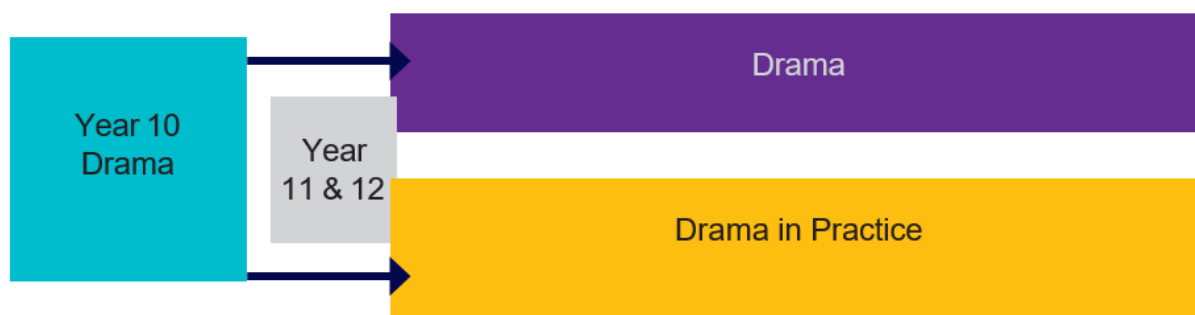 Year 10
Drama
Year
11 & 12
Drama
Drama in Practice